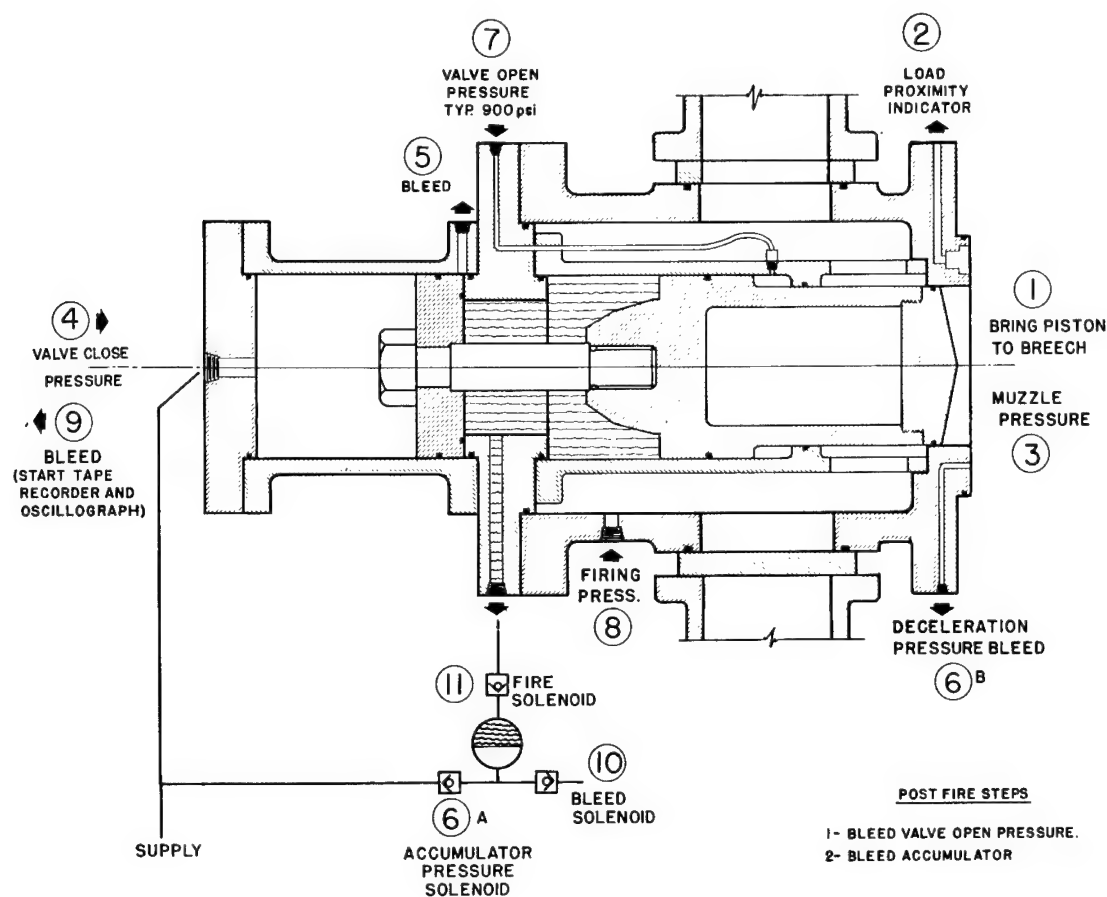 7
VALVE OPEN
PRESSURE
TYP. 900 psi
2
LOAD
PROXIMITY
INDICATOR
5
BLEED
4
VALVE CLOSE
PRESSURE
9
BLEED
(START TAPE
RECORDER AND
OSCILLOGRAPH)
1
BRING PISTON
TO BREECH
MUZZLE
PRESSURE
3
FIRING
PRESS.
8
DECELERATION
PRESSURE BLEED
6 B
11 FIRE
SOLENOID
10
BLEED
SOLENOID
6 A
ACCUMULATOR
PRESSURE
SOLENOID
SUPPLY
POST FIRE STEPS
1- BLEED VALVE OPEN PRESSURE.
2- BLEED ACCUMULATOR